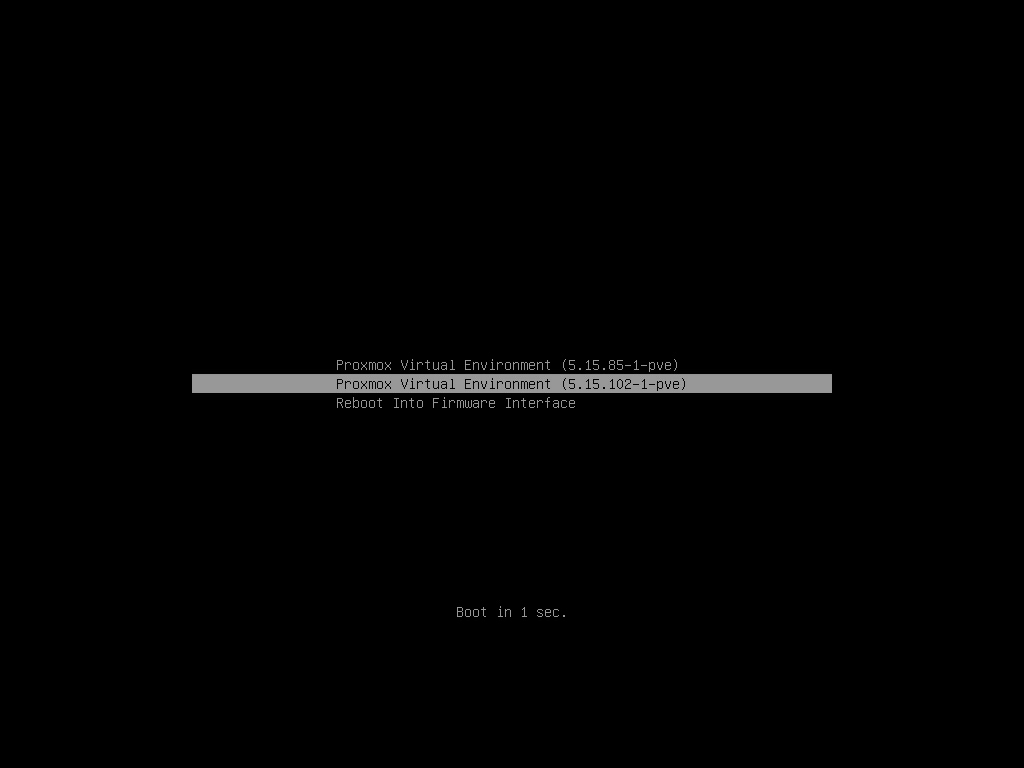 Proxmox Virtual Environment (5.15.85-1-pve)
Proxmox Virtual Environment (5.15.102-1-pve)
Reboot Into Firmware Interface
Boot in 1 sec.